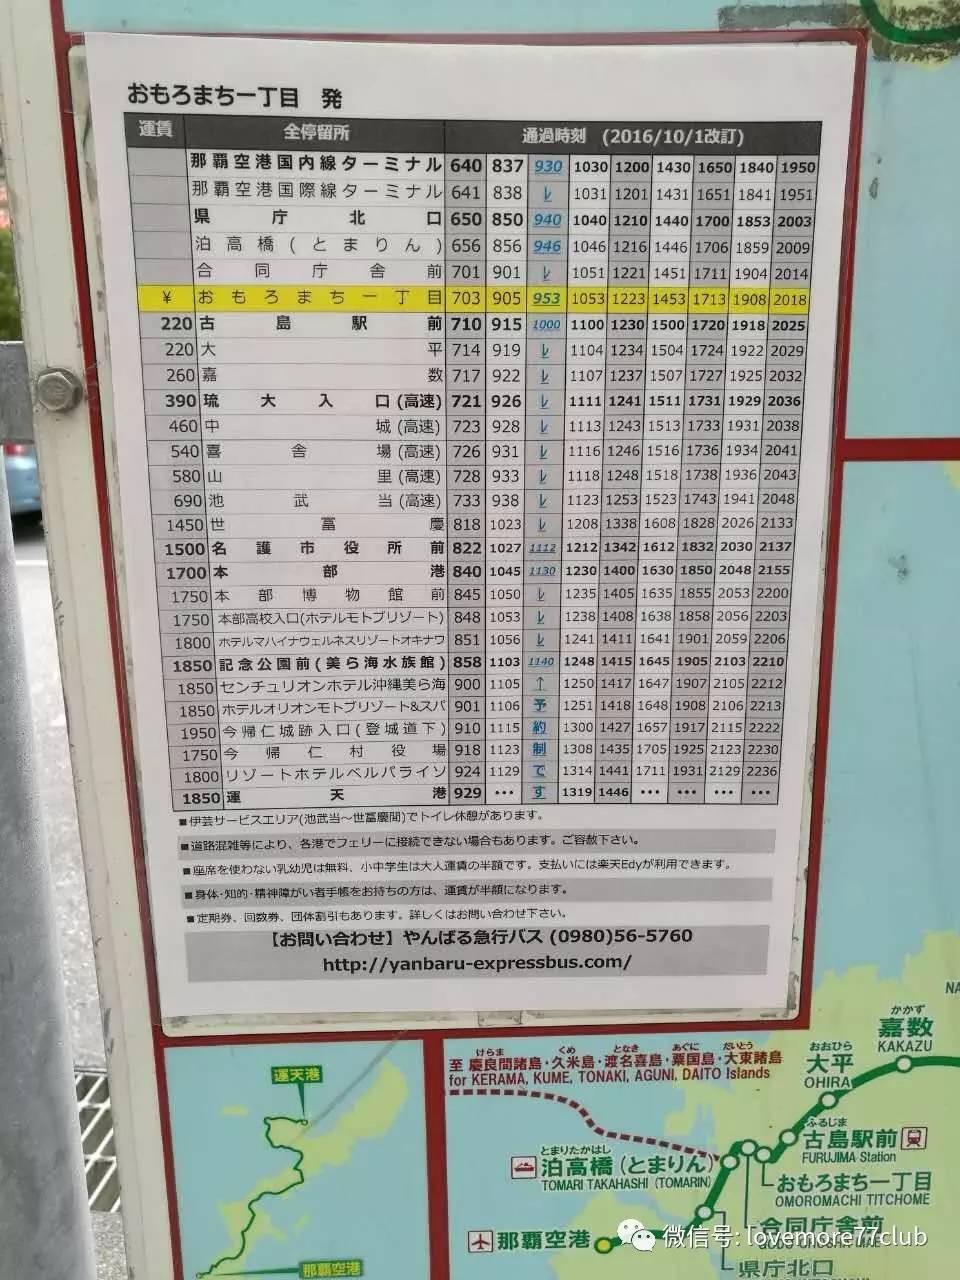 おもろまち一丁目 発
運賃 全停留所 通過時刻 (2016/10/1改訂)
那覇空港国内線ターミナル 640 837 930 1030 1200 1430 1650 1840 1950
那覇空港国際線ターミナル 641 838 レ 1031 1201 1431 1651 1841 1951
県庁北口 650 850 940 1040 1210 1440 1700 1853 2003
泊高橋(とまりん) 656 856 946 1046 1216 1446 1706 1859 2009
合同庁舎前 701 901 レ 1051 1221 1451 1711 1904 2014
¥ おもろまち一丁目 703 905 953 1053 1223 1453 1713 1908 2018
220 古島駅前 710 915 1000 1100 1230 1500 1720 1918 2025
220 大平 714 919 レ 1104 1234 1504 1724 1922 2029
260 嘉数 717 922 レ 1107 1237 1507 1727 1925 2032
390 琉大入口(高速) 721 926 レ 1111 1241 1511 1731 1929 2036
460 中城(高速) 723 928 レ 1113 1243 1513 1733 1931 2038
540 喜舎場(高速) 726 931 レ 1116 1246 1516 1736 1934 2041
580 山里(高速) 728 933 レ 1118 1248 1518 1738 1936 2043
690 池武当(高速) 733 938 レ 1123 1253 1523 1743 1941 2048
1450 世冨慶 818 1023 レ 1208 1338 1608 1828 2026 2133
1500 名護市役所前 822 1027 1112 1212 1342 1612 1832 2030 2137
1700 本部港 840 1045 1130 1230 1400 1630 1850 2048 2155
1750 本部博物館前 845 1050 レ 1235 1405 1635 1855 2053 2200
1750 本部高校入口(ホテルモトブリゾート) 848 1053 レ 1238 1408 1638 1858 2056 2203
1800 ホテルマハイナウェルネスリゾートオキナワ 851 1056 レ 1241 1411 1641 1901 2059 2206
1850 記念公園前(美ら海水族館) 858 1103 1140 1248 1415 1645 1905 2103 2210
1850 センチュリオンホテル沖縄美ら海 900 1105 ↑ 1250 1417 1647 1907 2105 2212
1850 ホテルオリオンモトブリゾート&スパ 901 1106 予 1251 1418 1648 1908 2106 2213
1950 今帰仁城跡入口(登城道下) 910 1115 約 1300 1427 1657 1917 2115 2222
1750 今帰仁村役場 918 1123 制 1308 1435 1705 1925 2123 2230
1800 リゾートホテルベルパライソ 924 1129 で 1314 1441 1711 1931 2129 2236
1850 運天港 929 ・・・ す 1319 1446 ・・・ ・・・ ・・・ ・・・
■伊芸サービスエリア(池武当～世冨慶間)でトイレ休憩があります。
■道路混雑等により、各港でフェリーに接続できない場合もあります。ご容赦下さい。
■座席を使わない乳幼児は無料、小中学生は大人運賃の半額です。支払いには楽天Edyが利用できます。
■身体・知的・精神障がい者手帳をお持ちの方は、運賃が半額になります。
■定期券、回数券、団体割引もあります。詳しくはお問い合わせ下さい。
【お問い合わせ】やんばる急行バス (0980)56-5760
http://yanbaru-expressbus.com/
運天港
那覇空港
けらま くめ となき あぐに だいとう
至 慶良間諸島・久米島・渡名喜島・粟国島・大東諸島
for KERAMA, KUME, TONAKI, AGUNI, DAITO Islands
NA
かかず
嘉数
KAKAZU
おおひら
大平
OHIRA
ふるじま
古島駅前
FURUJIMA Station
とまりたかはし
泊高橋(とまりん)
TOMARI TAKAHASHI (TOMARIN)
おもろまち一丁目
OMOROMACHI 1TCHOME
合同庁舎前
那覇空港
県庁北口
微信号: lovemore77club